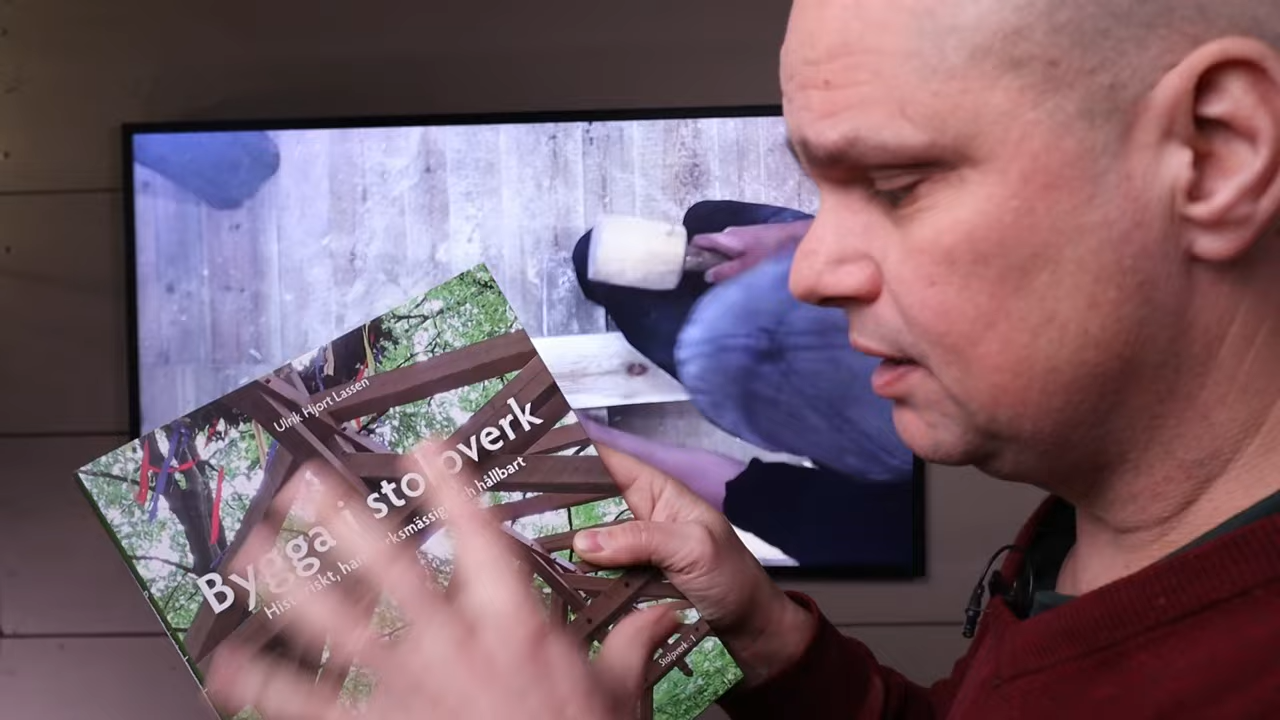 Ulrik Hjort Lassen
Bygga i stolpverk
Historiskt, hantverksmässigt och hållbart
Stolpverk : 1